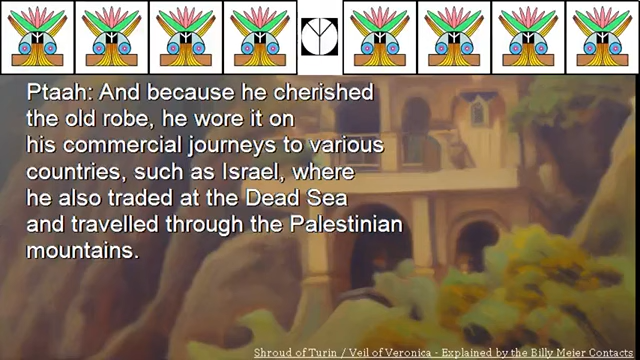 Ptaah: And because he cherished
the old robe, he wore it on
his commercial journeys to various
countries, such as Israel, where
he also traded at the Dead Sea
and travelled through the Palestinian
mountains.
Shroud of Turin / Veil of Veronica - Explained by the Billy Meier Contacts